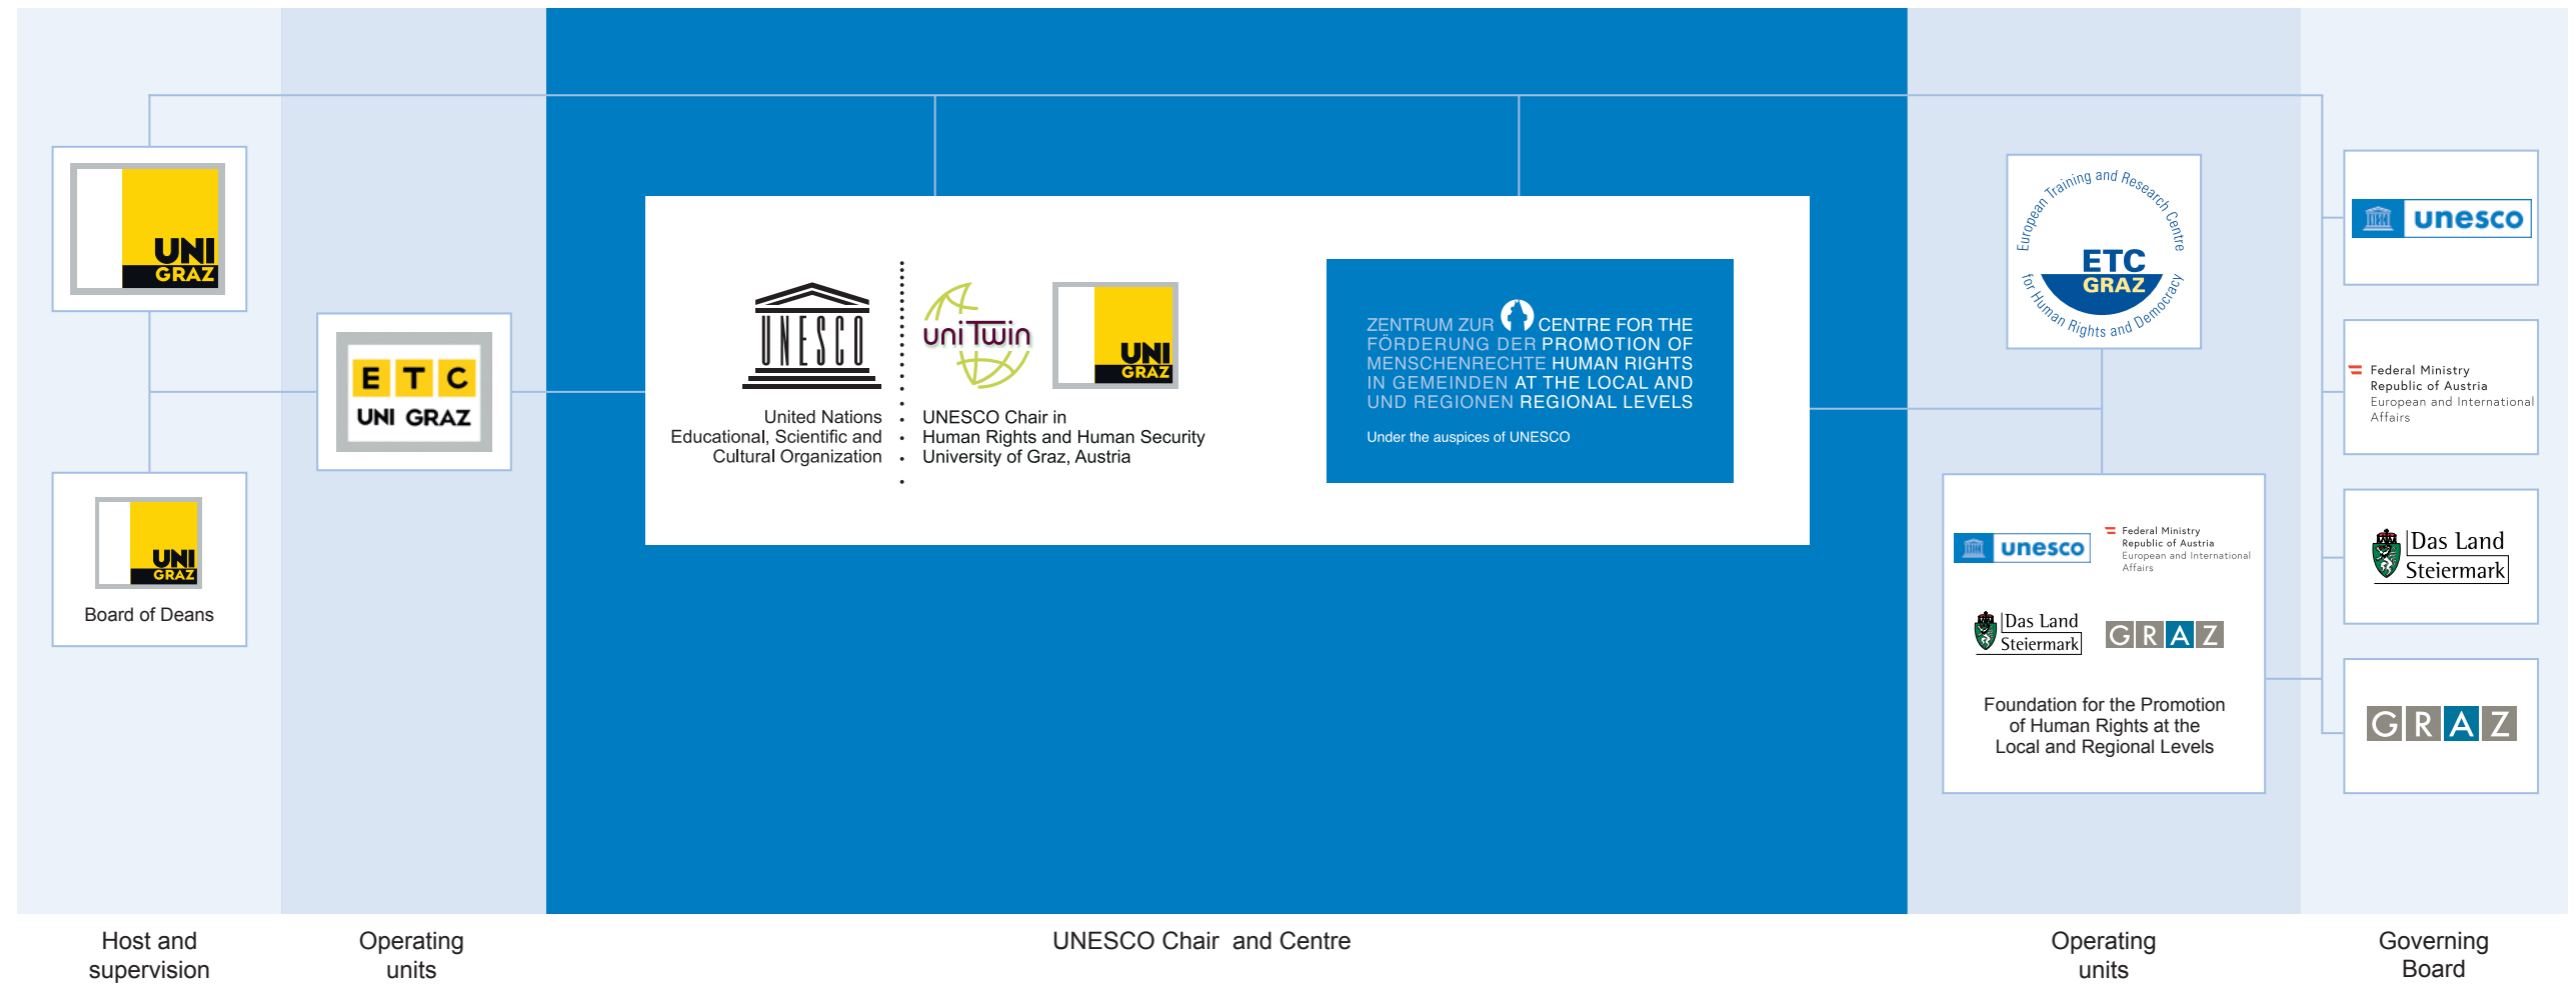 UNI
GRAZ
UNI
GRAZ
Board of Deans
ETC
UNI GRAZ
UNESCO
United Nations
Educational, Scientific and
Cultural Organization
uniTwin
UNI
GRAZ
UNESCO Chair in
Human Rights and Human Security
University of Graz, Austria
ZENTRUM ZUR CENTRE FOR THE
FÖRDERUNG DER PROMOTION OF
MENSCHENRECHTE HUMAN RIGHTS
IN GEMEINDEN AT THE LOCAL AND
UND REGIONEN REGIONAL LEVELS
Under the auspices of UNESCO
European Training and Research Centre
for Human Rights and Democracy
ETC
GRAZ
unesco
Federal Ministry
Republic of Austria
European and International
Affairs
Das Land
Steiermark
GRAZ
Foundation for the Promotion
of Human Rights at the
Local and Regional Levels
unesco
Federal Ministry
Republic of Austria
European and International
Affairs
Das Land
Steiermark
GRAZ
Host and
supervision
Operating
units
UNESCO Chair and Centre
Operating
units
Governing
Board